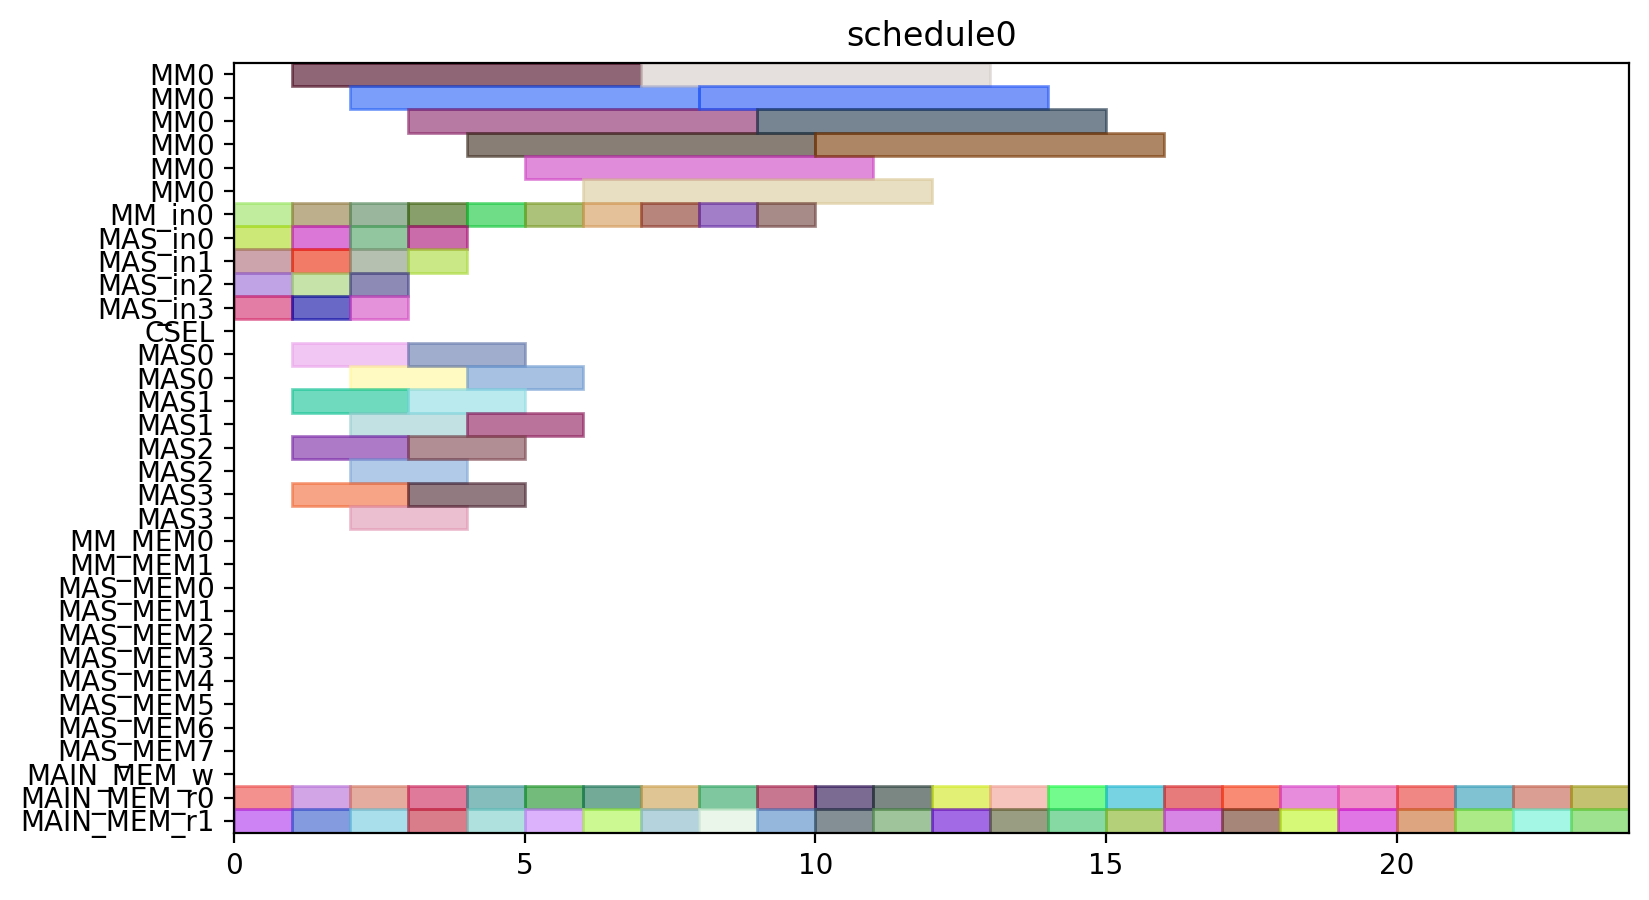 schedule0
MM0
MM0
MM0
MM0
MM0
MM0
MM_in0
MAS_in0
MAS_in1
MAS_in2
MAS_in3
CSEL
MAS0
MAS0
MAS1
MAS1
MAS2
MAS2
MAS3
MAS3
MM_MEM0
MM_MEM1
MAS_MEM0
MAS_MEM1
MAS_MEM2
MAS_MEM3
MAS_MEM4
MAS_MEM5
MAS_MEM6
MAS_MEM7
MAIN_MEM_w
MAIN_MEM_r0
MAIN_MEM_r1
0 5 10 15 20